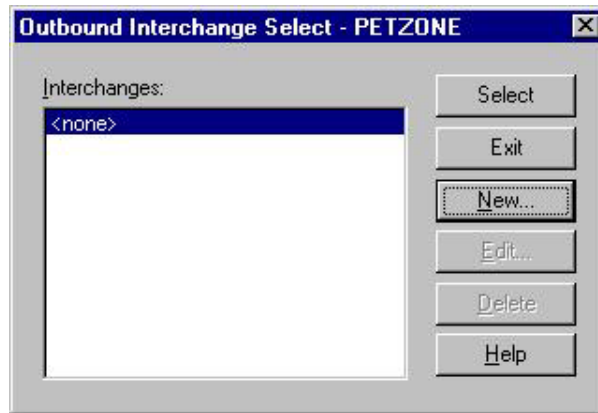 Outbound Interchange Select - PETZONE
Interchanges:
<none>
Select
Exit
New...
Edit...
Delete
Help